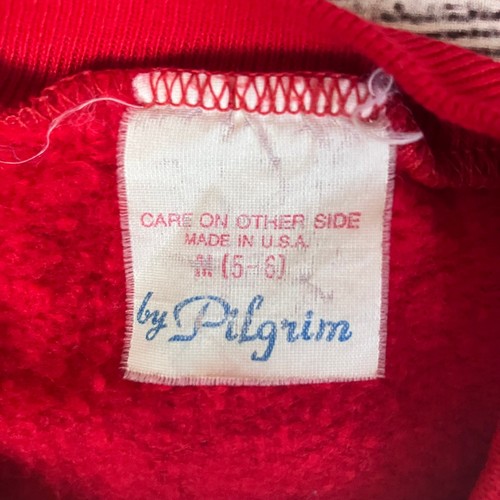 CARE ON OTHER SIDE
MADE IN U.S.A.
M (5-6)
by Pilgrim